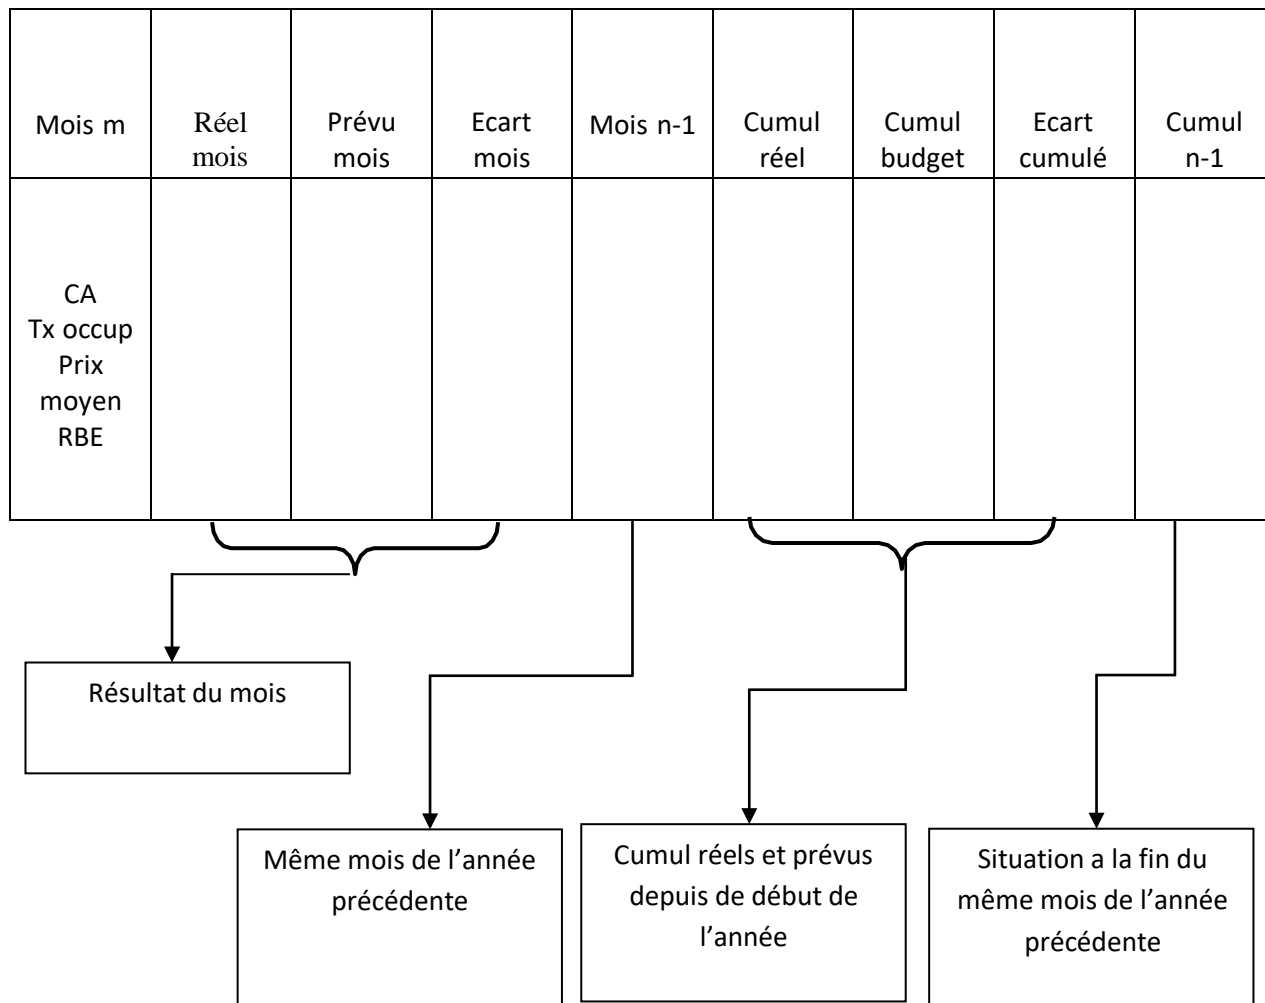 Mois m
Réel
mois
Prévu
mois
Ecart
mois
Mois n-1
Cumul
réel
Cumul
budget
Ecart
cumulé
Cumul
n-1
CA
Tx occup
Prix
moyen
RBE
Résultat du mois
Même mois de l’année
précédente
Cumul réels et prévus
depuis de début de
l’année
Situation a la fin du
même mois de l’année
précédente